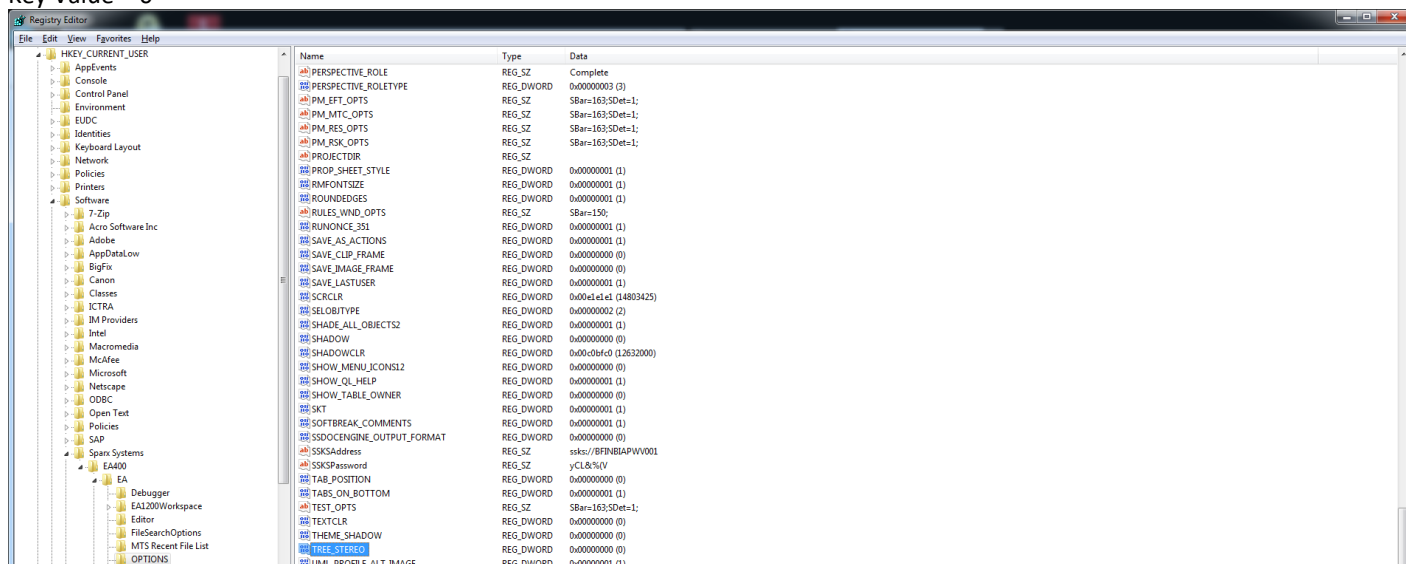 Key Value = 0
Registry Editor
File Edit View Favorites Help
HKEY_CURRENT_USER
AppEvents
Console
Control Panel
Environment
EUDC
Identities
Keyboard Layout
Network
Policies
Printers
Software
7-Zip
Acro Software Inc
Adobe
AppDataLow
BigFix
Canon
Classes
ICTRA
IM Providers
Intel
Macromedia
McAfee
Microsoft
Netscape
ODBC
Open Text
Policies
SAP
Sparx Systems
EA400
EA
Debugger
EA1200Workspace
Editor
FileSearchOptions
MTS Recent File List
OPTIONS
Name Type Data
PERSPECTIVE_ROLE REG_SZ Complete
PERSPECTIVE_ROLETYPE REG_DWORD 0x00000003 (3)
PM_EFT_OPTS REG_SZ SBar=163;SDet=1;
PM_MTC_OPTS REG_SZ SBar=163;SDet=1;
PM_RES_OPTS REG_SZ SBar=163;SDet=1;
PM_RSK_OPTS REG_SZ SBar=163;SDet=1;
PROJECTDIR REG_SZ
PROP_SHEET_STYLE REG_DWORD 0x00000001 (1)
RMFONTSIZE REG_DWORD 0x00000001 (1)
ROUNDEDGES REG_DWORD 0x00000001 (1)
RULES_WND_OPTS REG_SZ SBar=150;
RUNONCE_351 REG_DWORD 0x00000001 (1)
SAVE_AS_ACTIONS REG_DWORD 0x00000001 (1)
SAVE_CLIP_FRAME REG_DWORD 0x00000000 (0)
SAVE_IMAGE_FRAME REG_DWORD 0x00000000 (0)
SAVE_LASTUSER REG_DWORD 0x00000001 (1)
SCRCLR REG_DWORD 0x00e1e1e1 (14803425)
SELOBJTYPE REG_DWORD 0x00000002 (2)
SHADE_ALL_OBJECTS2 REG_DWORD 0x00000001 (1)
SHADOW REG_DWORD 0x00000000 (0)
SHADOWCLR REG_DWORD 0x00c0bfc0 (12632000)
SHOW_MENU_ICONS12 REG_DWORD 0x00000000 (0)
SHOW_QL_HELP REG_DWORD 0x00000001 (1)
SHOW_TABLE_OWNER REG_DWORD 0x00000000 (0)
SKT REG_DWORD 0x00000001 (1)
SOFTBREAK_COMMENTS REG_DWORD 0x00000001 (1)
SSDOCENGINE_OUTPUT_FORMAT REG_DWORD 0x00000000 (0)
SSKSAddress REG_SZ ssks://BFINBIAPWV001
SSKSPassword REG_SZ yCL&%(V
TAB_POSITION REG_DWORD 0x00000000 (0)
TABS_ON_BOTTOM REG_DWORD 0x00000001 (1)
TEST_OPTS REG_SZ SBar=163;SDet=1;
TEXTCLR REG_DWORD 0x00000000 (0)
THEME_SHADOW REG_DWORD 0x00000000 (0)
TREE_STEREO REG_DWORD 0x00000000 (0)
UML_PROFILE_ALT_IMAGE REG_DWORD 0x00000001 (1)